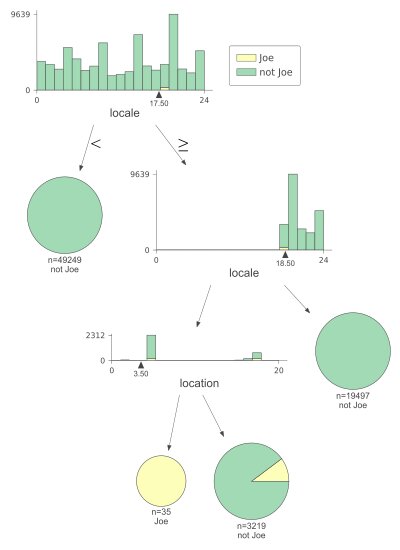 9639
0
0
17.50
24
locale
Joe
not Joe
<
≥
n=49249
not Joe
9639
0
0
18.50
24
locale
2312
0
0
3.50
20
location
n=19497
not Joe
n=35
Joe
n=3219
not Joe